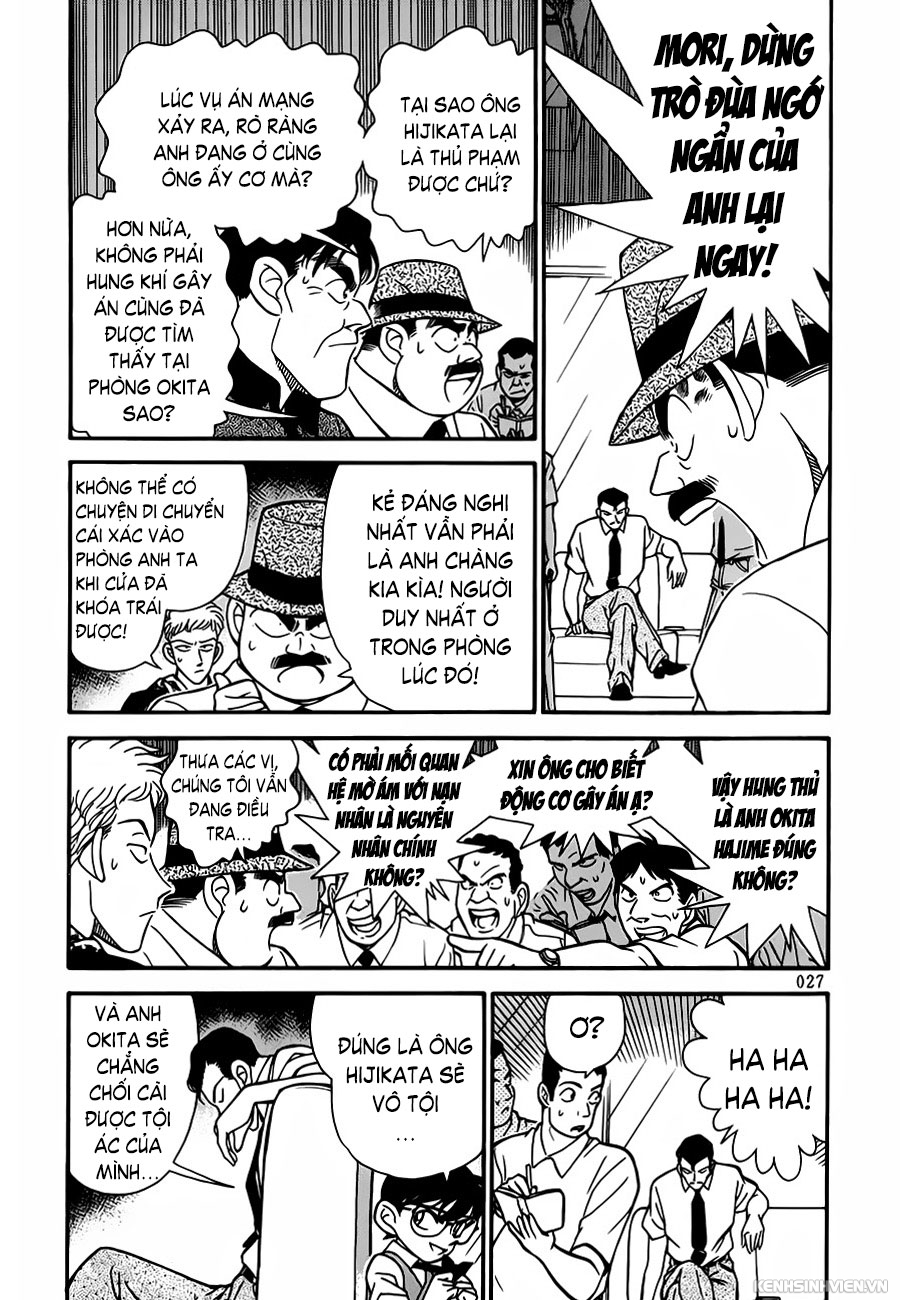 MORI, DỪNG
TRÒ ĐÙA NGỚ
NGẨN CỦA
ANH LẠI
NGAY!
TẠI SAO ÔNG
HIJIKATA LẠI
LÀ THỦ PHẠM
ĐƯỢC CHỨ?
LÚC VỤ ÁN MẠNG
XẢY RA, RÕ RÀNG
ANH ĐANG Ở CÙNG
ÔNG ẤY CƠ MÀ?
HƠN NỮA,
KHÔNG PHẢI
HUNG KHÍ GÂY
ÁN CŨNG ĐÃ
ĐƯỢC TÌM
THẤY TẠI
PHÒNG OKITA
SAO?
KẺ ĐÁNG NGHI
NHẤT VẪN PHẢI
LÀ ANH CHÀNG
KIA KÌA! NGƯỜI
DUY NHẤT Ở
TRONG PHÒNG
LÚC ĐÓ!
KHÔNG THỂ CÓ
CHUYỆN DI CHUYỂN
CÁI XÁC VÀO
PHÒNG ANH TA
KHI CỬA ĐÃ
KHÓA TRÁI
ĐƯỢC!
VẬY HUNG THỦ
LÀ ANH OKITA
HAJIME ĐÚNG
KHÔNG?
XIN ÔNG CHO BIẾT
ĐỘNG CƠ GÂY ÁN Ạ?
CÓ PHẢI MỐI QUAN
HỆ MỜ ÁM VỚI NẠN
NHÂN LÀ NGUYÊN
NHÂN CHÍNH
KHÔNG?
THƯA CÁC VỊ,
CHÚNG TÔI VẪN
ĐANG ĐIỀU
TRA...
027
HA HA
HA HA!
Ơ?
ĐÚNG LÀ ÔNG
HIJIKATA SẼ
VÔ TỘI
...
VÀ ANH
OKITA SẼ
CHẲNG
CHỐI CÃI
ĐƯỢC TỘI
ÁC CỦA
MÌNH...
KENHSINHVIEN.VN